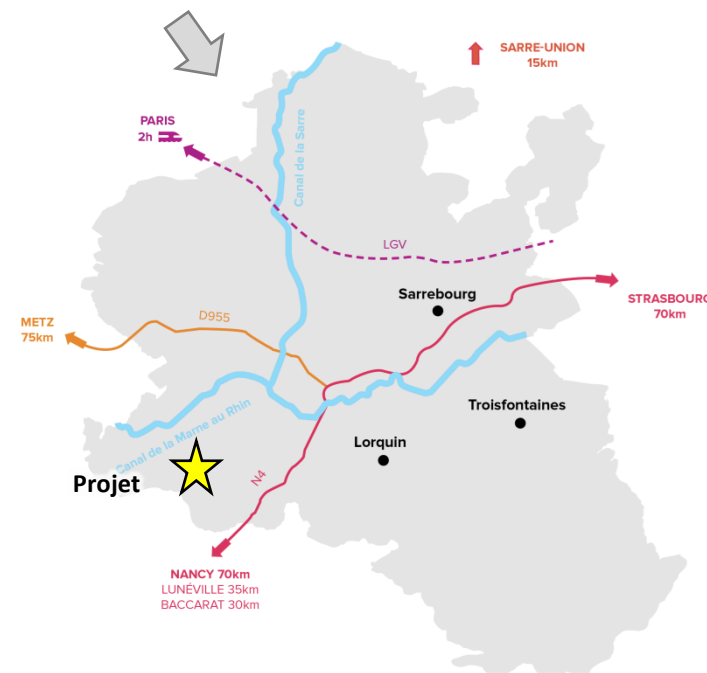 SARRE-UNION
15km
PARIS
2h
Canal de la Sarre
LGV
Sarrebourg
STRASBOURG
70km
METZ
75km
D955
Troisfontaines
Canal de la Marne au Rhin
Lorquin
Projet
N4
NANCY 70km
LUNÉVILLE 35km
BACCARAT 30km